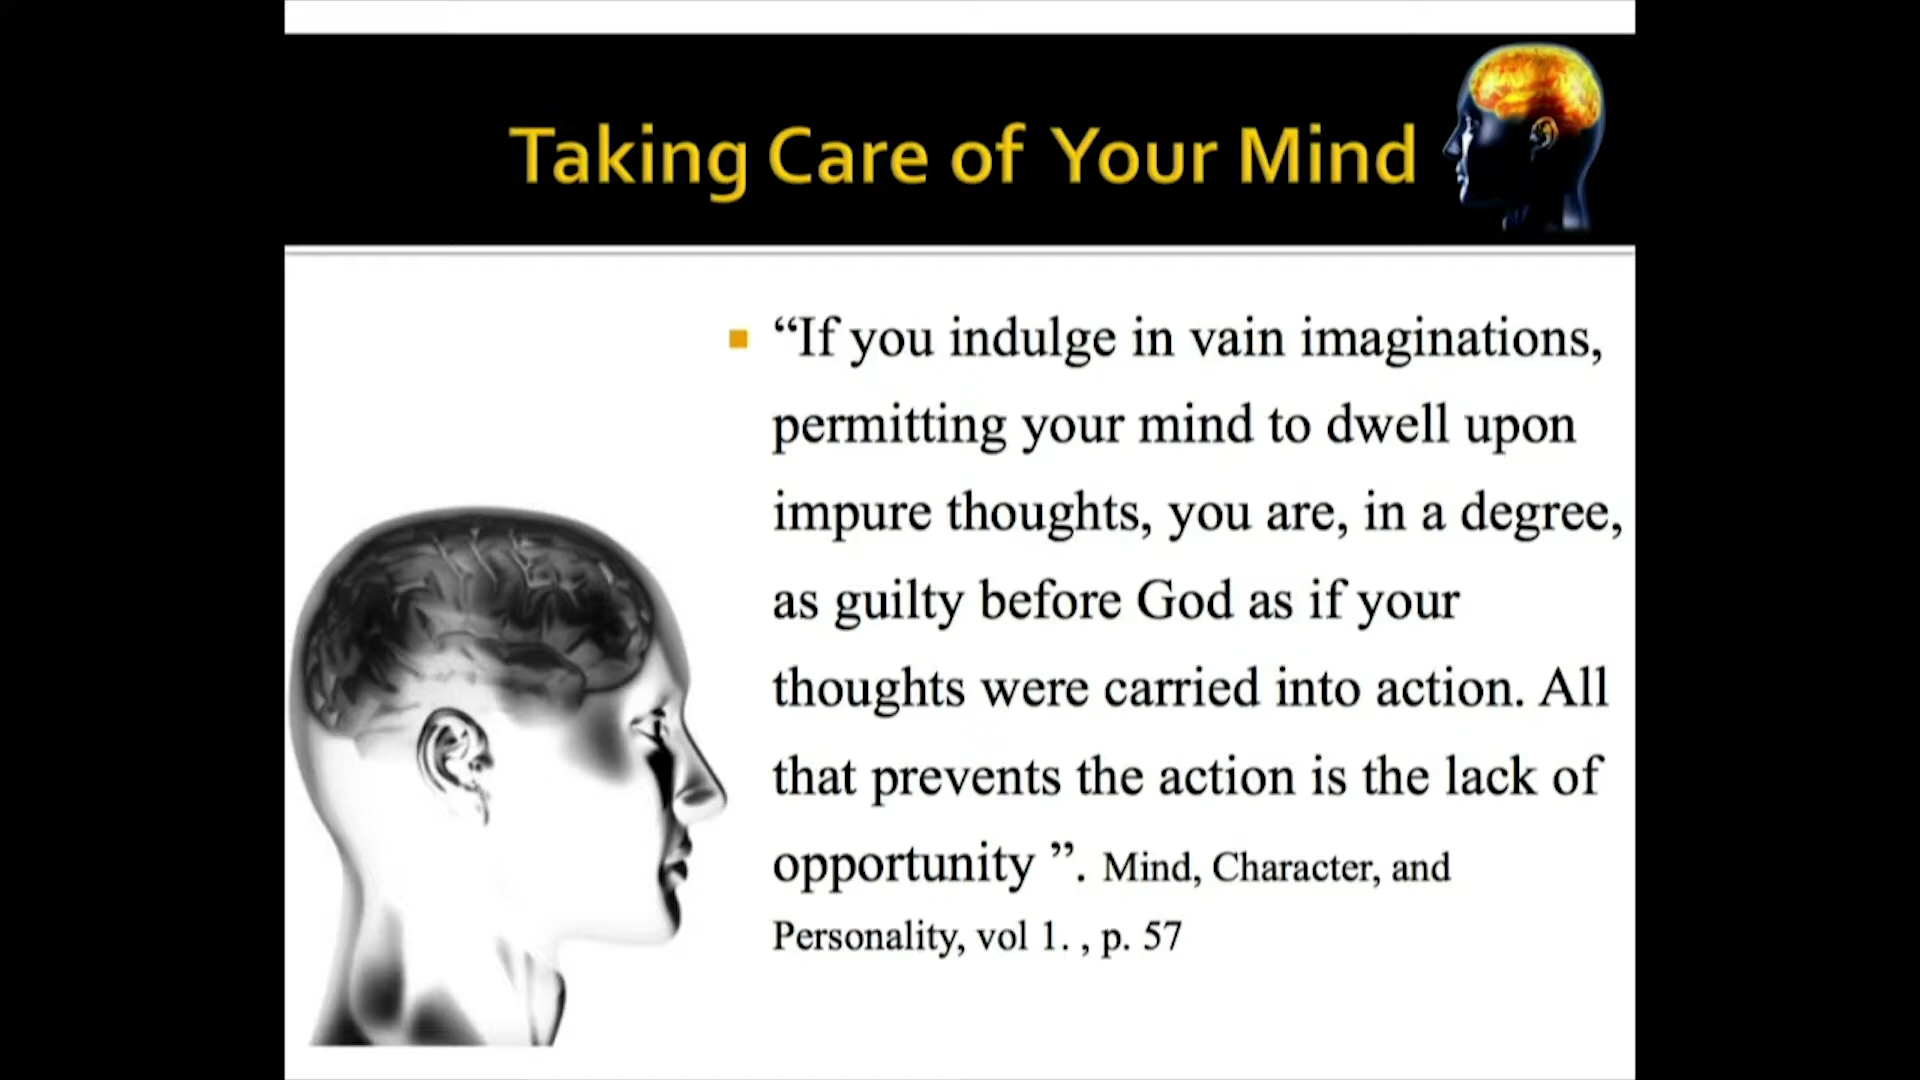 Taking Care of Your Mind
“If you indulge in vain imaginations,
permitting your mind to dwell upon
impure thoughts, you are, in a degree,
as guilty before God as if your
thoughts were carried into action. All
that prevents the action is the lack of
opportunity ”. Mind, Character, and
Personality, vol 1. , p. 57